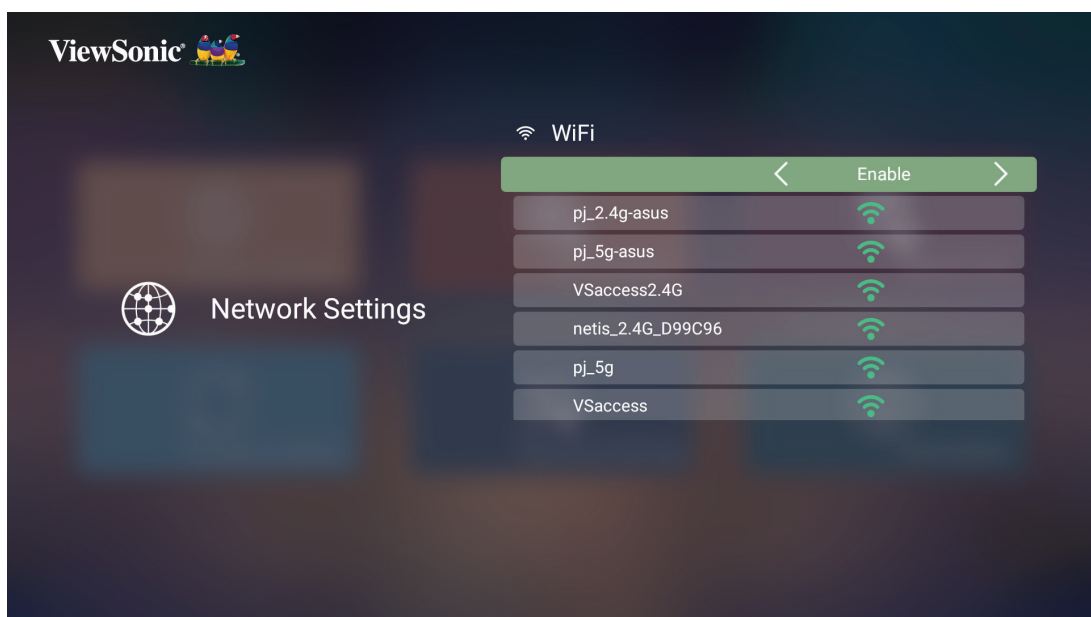 ViewSonic®
WiFi
Enable
pj_2.4g-asus
pj_5g-asus
VSaccess2.4G
Network Settings
netis_2.4G_D99C96
pj_5g
VSaccess